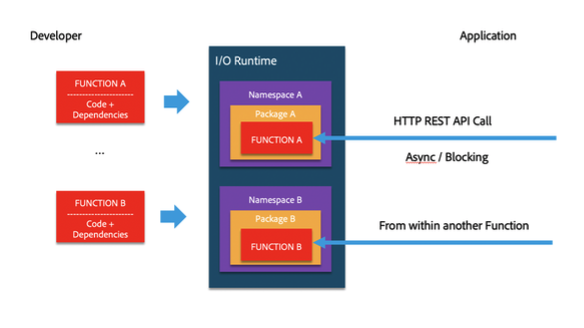 Developer
Application
I/O Runtime
FUNCTION A
Code +
Dependencies
Namespace A
Package A
FUNCTION A
HTTP REST API Call
Async / Blocking
...
FUNCTION B
Code +
Dependencies
Namespace B
Package B
FUNCTION B
From within another Function